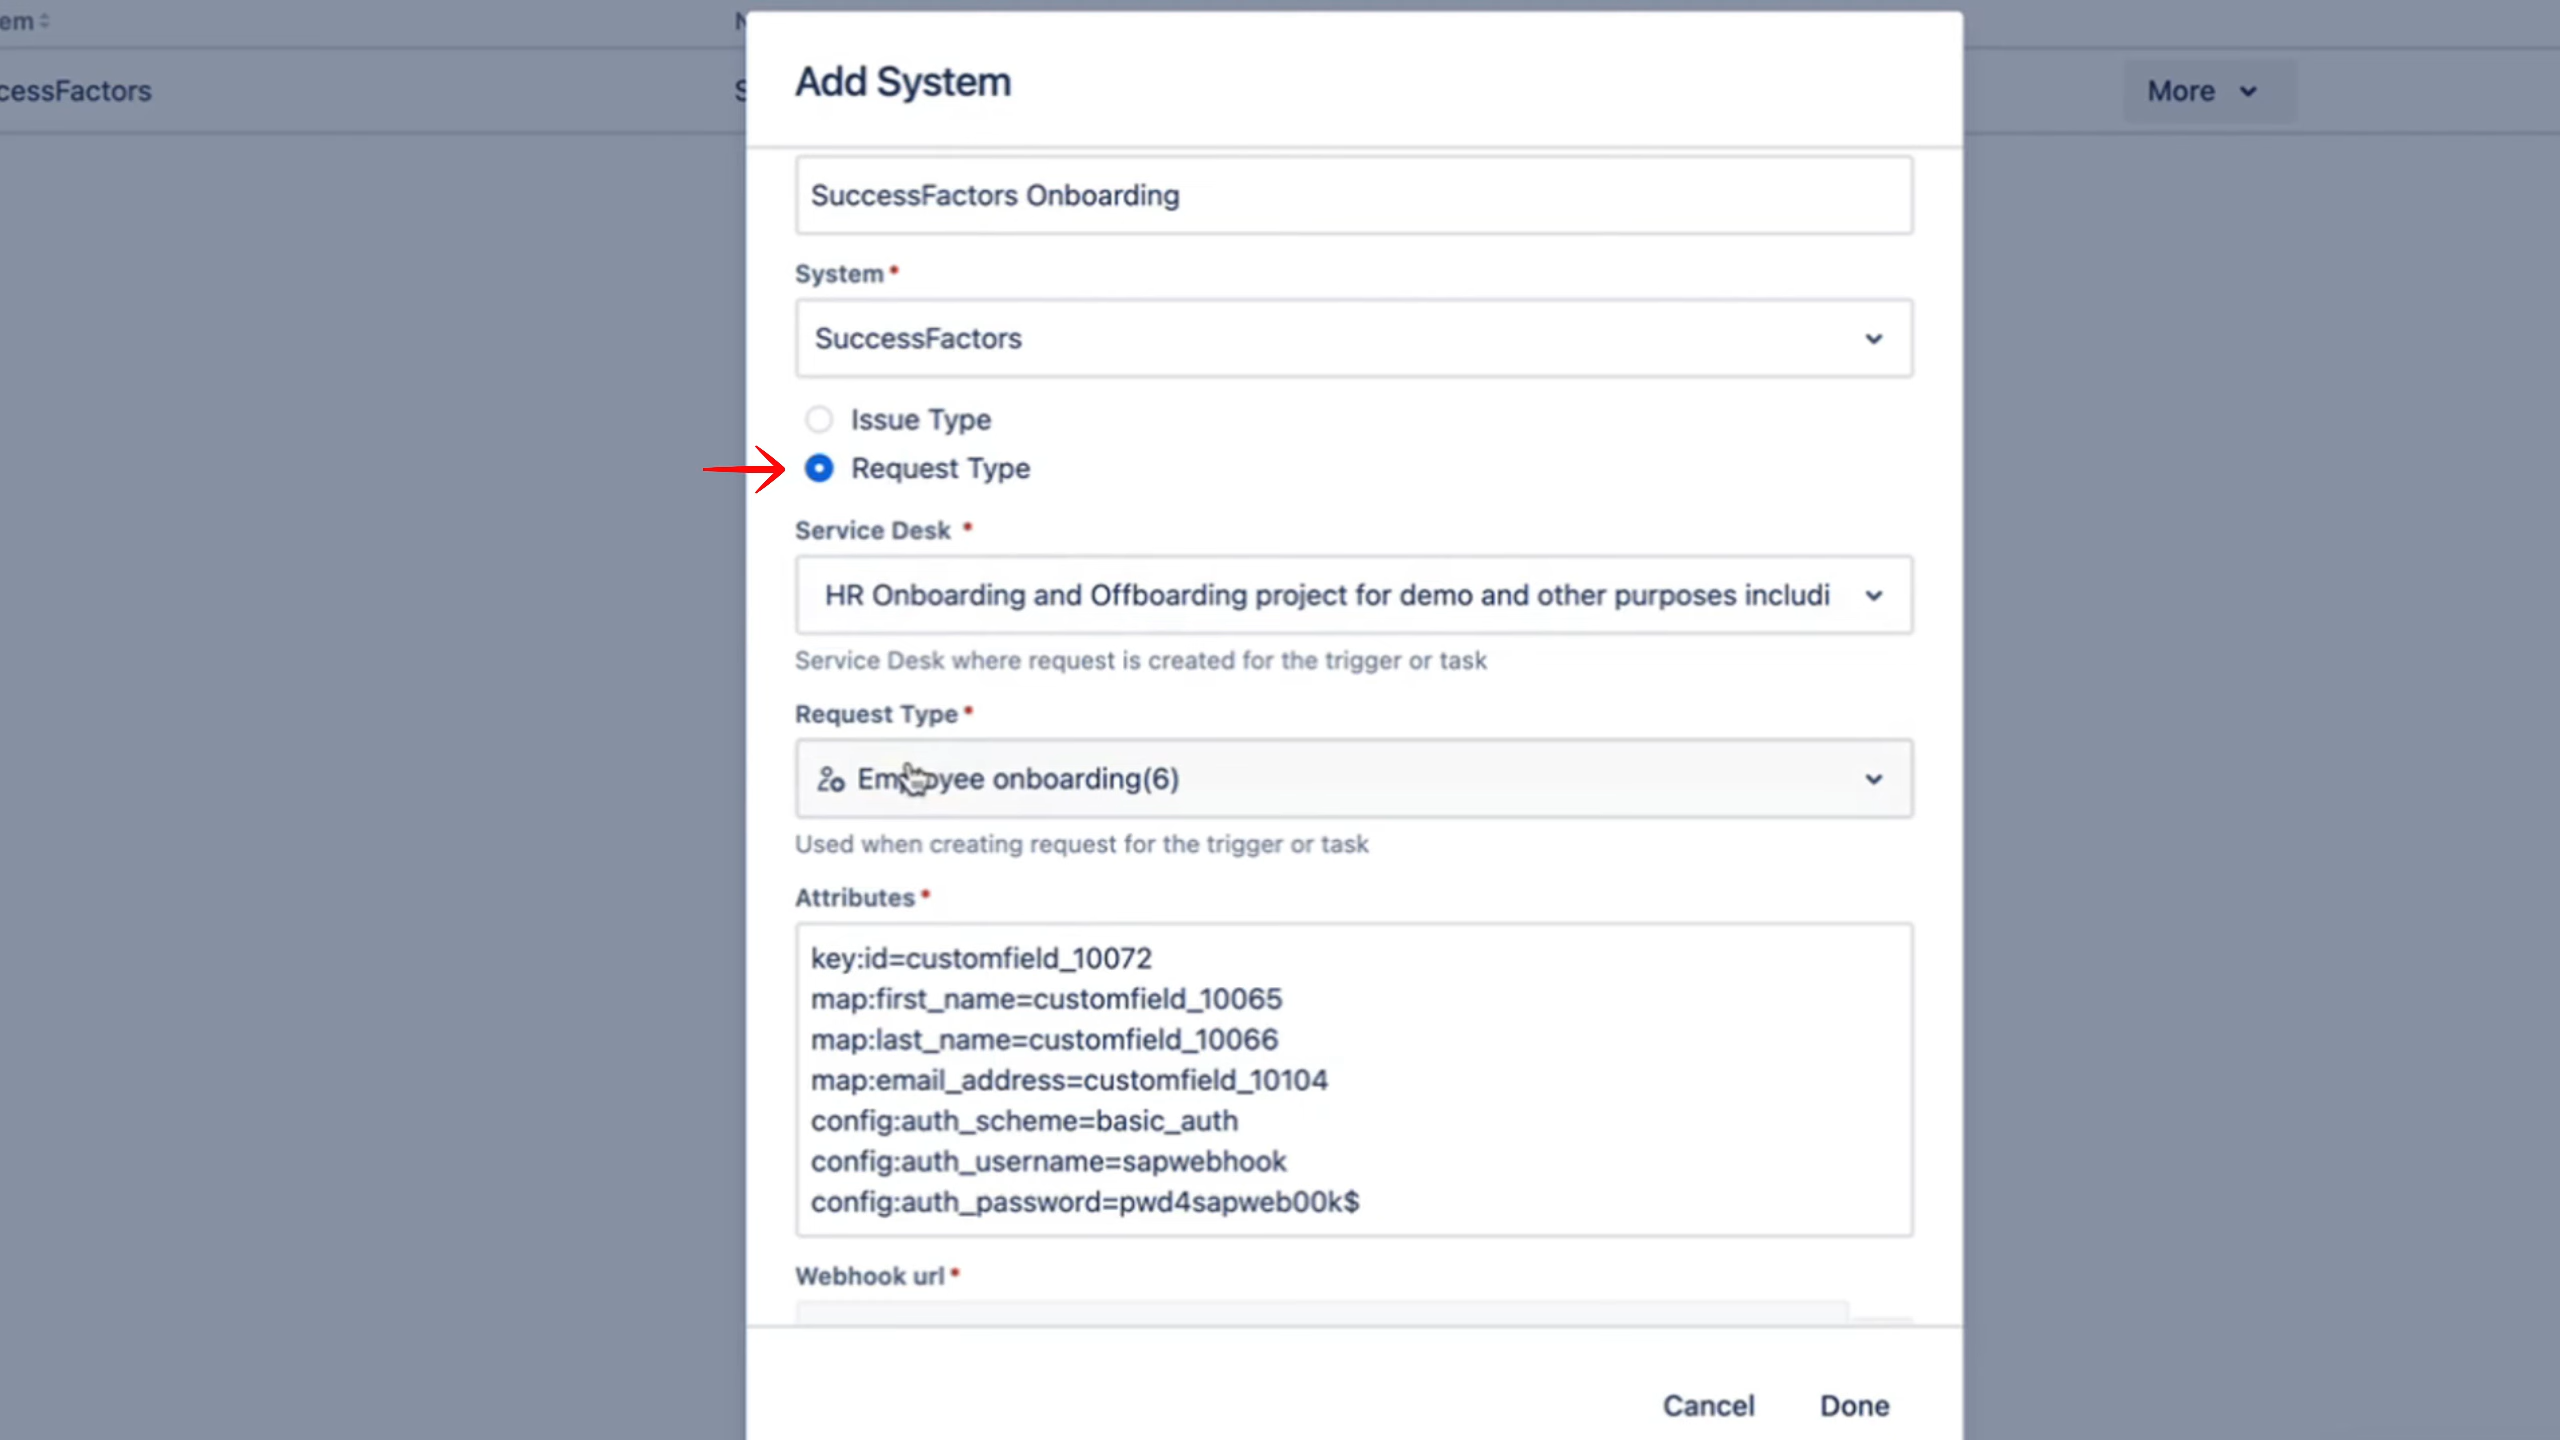 em
N
cessFactors
S
More
Add System
SuccessFactors Onboarding
System *
SuccessFactors
Issue Type
Request Type
Service Desk *
HR Onboarding and Offboarding project for demo and other purposes includi
Service Desk where request is created for the trigger or task
Request Type *
Employee onboarding(6)
Used when creating request for the trigger or task
Attributes *
key:id=customfield_10072
map:first_name=customfield_10065
map:last_name=customfield_10066
map:email_address=customfield_10104
config:auth_scheme=basic_auth
config:auth_username=sapwebhook
config:auth_password=pwd4sapweb00k$
Webhook url *
Cancel Done